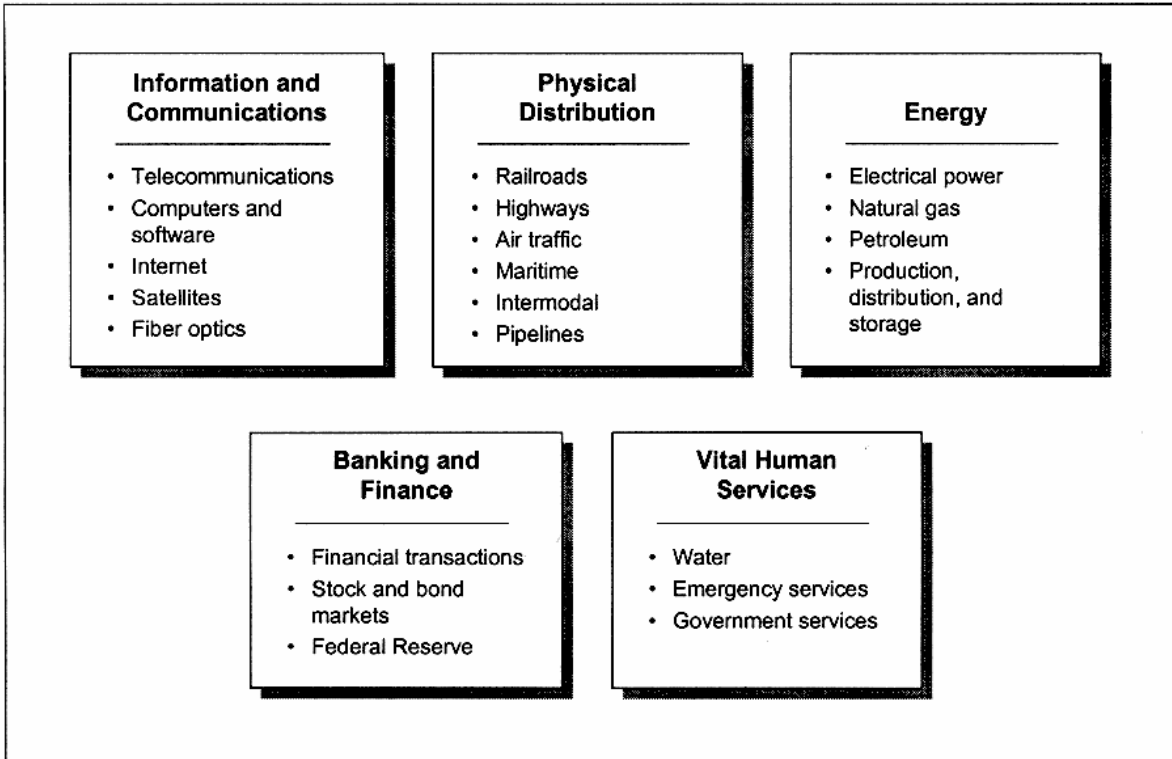 Information and
Communications
• Telecommunications
• Computers and
software
• Internet
• Satellites
• Fiber optics
Physical
Distribution
• Railroads
• Highways
• Air traffic
• Maritime
• Intermodal
• Pipelines
Energy
• Electrical power
• Natural gas
• Petroleum
• Production,
distribution, and
storage
Banking and
Finance
• Financial transactions
• Stock and bond
markets
• Federal Reserve
Vital Human
Services
• Water
• Emergency services
• Government services